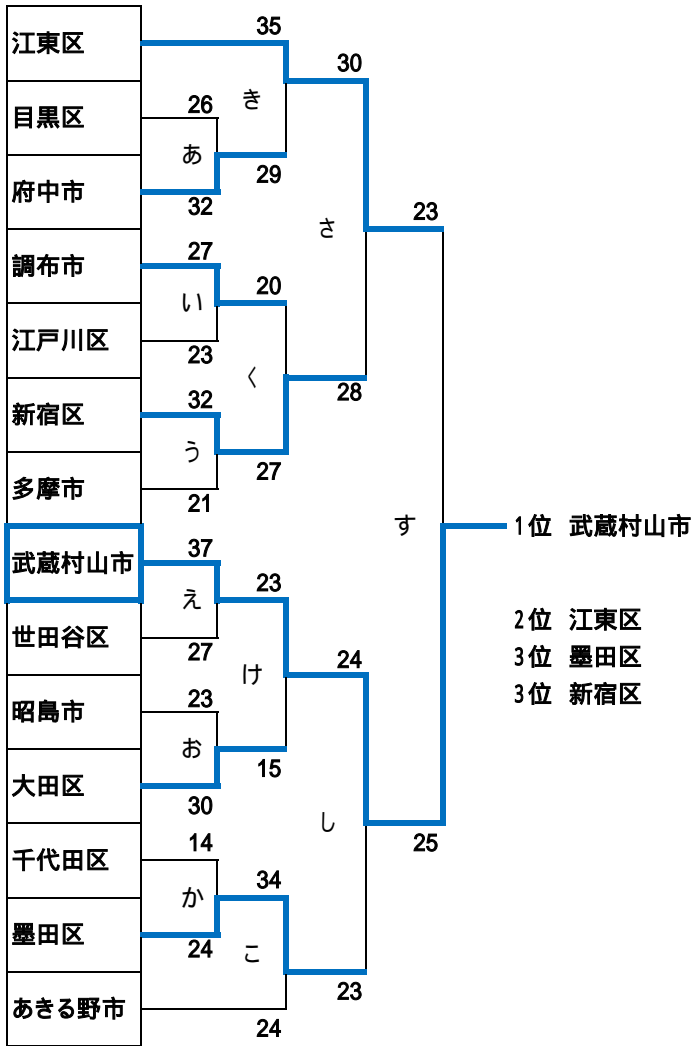 35
江東区
30
き
26
目黒区
あ
29
府中市
32
さ
23
27
調布市
20
い
江戸川区
23
く
28
32
新宿区
う
27
多摩市
21
す
1位 武蔵村山市
37
武蔵村山市
23
え
2位 江東区
世田谷区
27
24
3位 墨田区
け
3位 新宿区
23
昭島市
お
15
大田区
30
し
14
25
千代田区
34
か
墨田区
24
こ
23
あきる野市
24